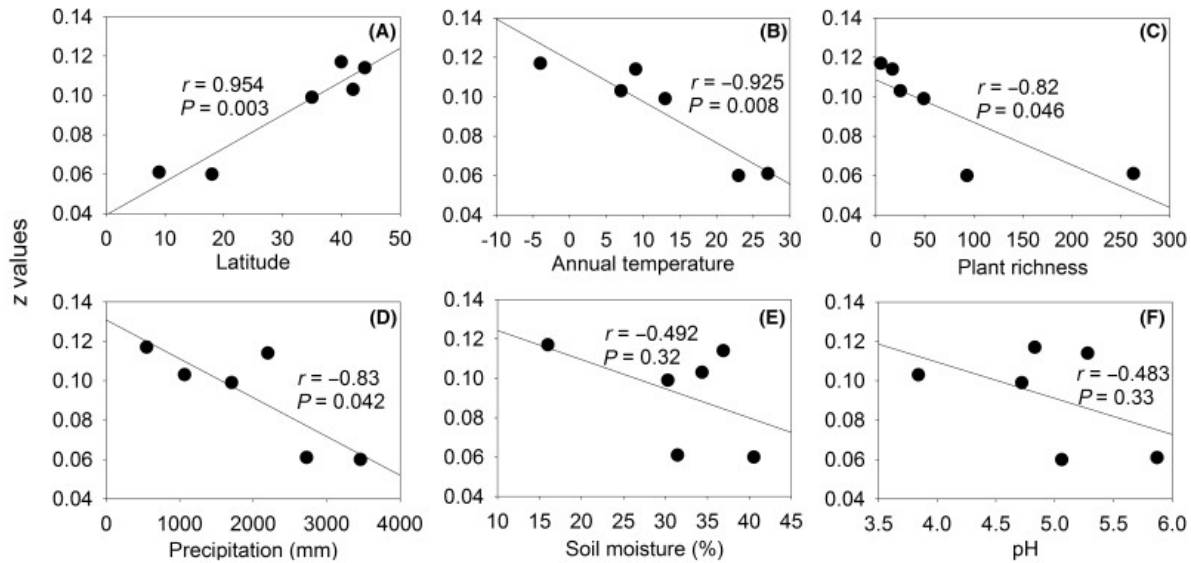 z values
(A)
r = 0.954
P = 0.003
0.14
0.12
0.10
0.08
0.06
0.04
0 10 20 30 40 50
Latitude
(B)
r = −0.925
P = 0.008
0.14
0.12
0.10
0.08
0.06
0.04
-10 -5 0 5 10 15 20 25 30
Annual temperature
(C)
r = −0.82
P = 0.046
0.14
0.12
0.10
0.08
0.06
0.04
0 50 100 150 200 250 300
Plant richness
(D)
r = −0.83
P = 0.042
0.14
0.12
0.10
0.08
0.06
0.04
0 1000 2000 3000 4000
Precipitation (mm)
(E)
r = −0.492
P = 0.32
0.14
0.12
0.10
0.08
0.06
0.04
10 15 20 25 30 35 40 45
Soil moisture (%)
(F)
r = −0.483
P = 0.33
0.14
0.12
0.10
0.08
0.06
0.04
3.5 4.0 4.5 5.0 5.5 6.0
pH